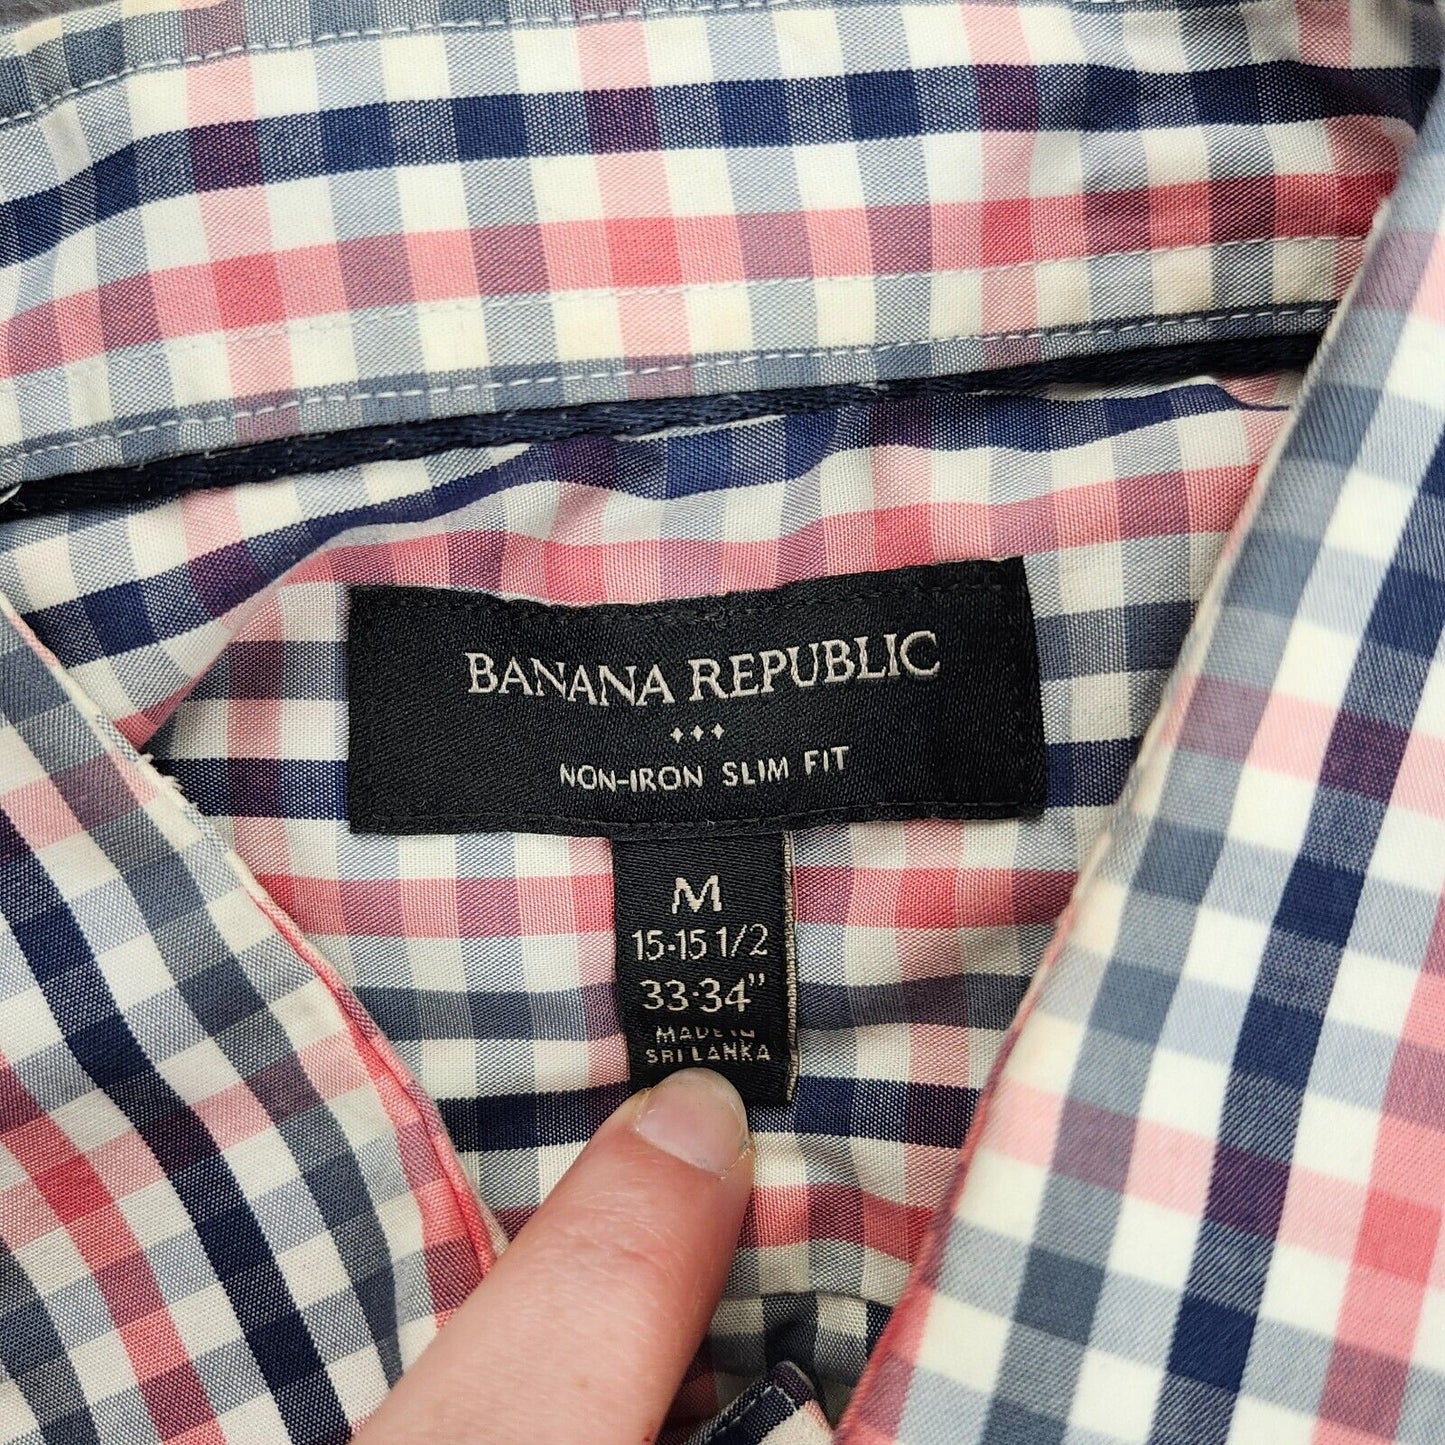 BANANA REPUBLIC
NON-IRON SLIM FIT
M
15-15 1/2
33-34"
MADE IN
SRI LANKA